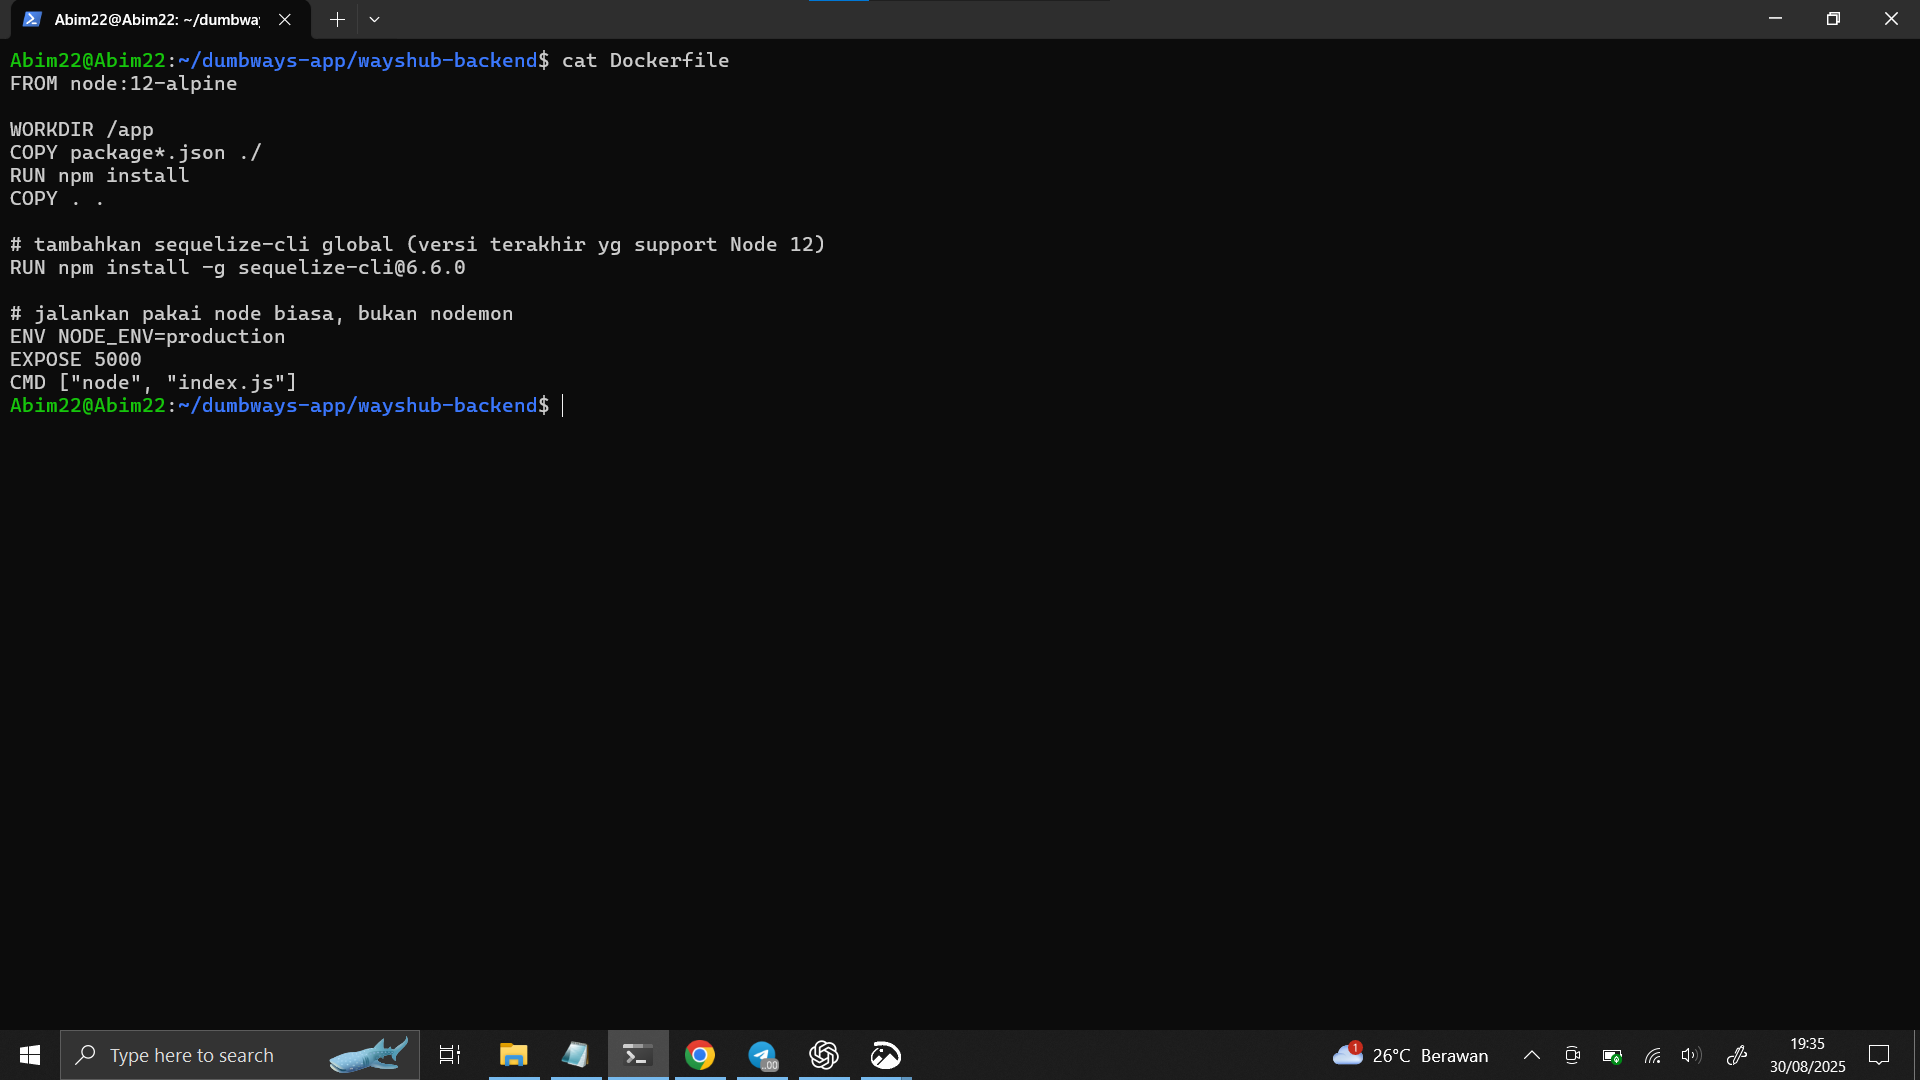 Abim22@Abim22: ~/dumbwa
Abim22@Abim22:~/dumbways-app/wayshub-backend$ cat Dockerfile
FROM node:12-alpine
WORKDIR /app
COPY package*.json ./
RUN npm install
COPY . .
# tambahkan sequelize-cli global (versi terakhir yg support Node 12)
RUN npm install -g sequelize-cli@6.6.0
# jalankan pakai node biasa, bukan nodemon
ENV NODE_ENV=production
EXPOSE 5000
CMD ["node", "index.js"]
Abim22@Abim22:~/dumbways-app/wayshub-backend$
Type here to search
.00
1
26°C Berawan
19:35
30/08/2025